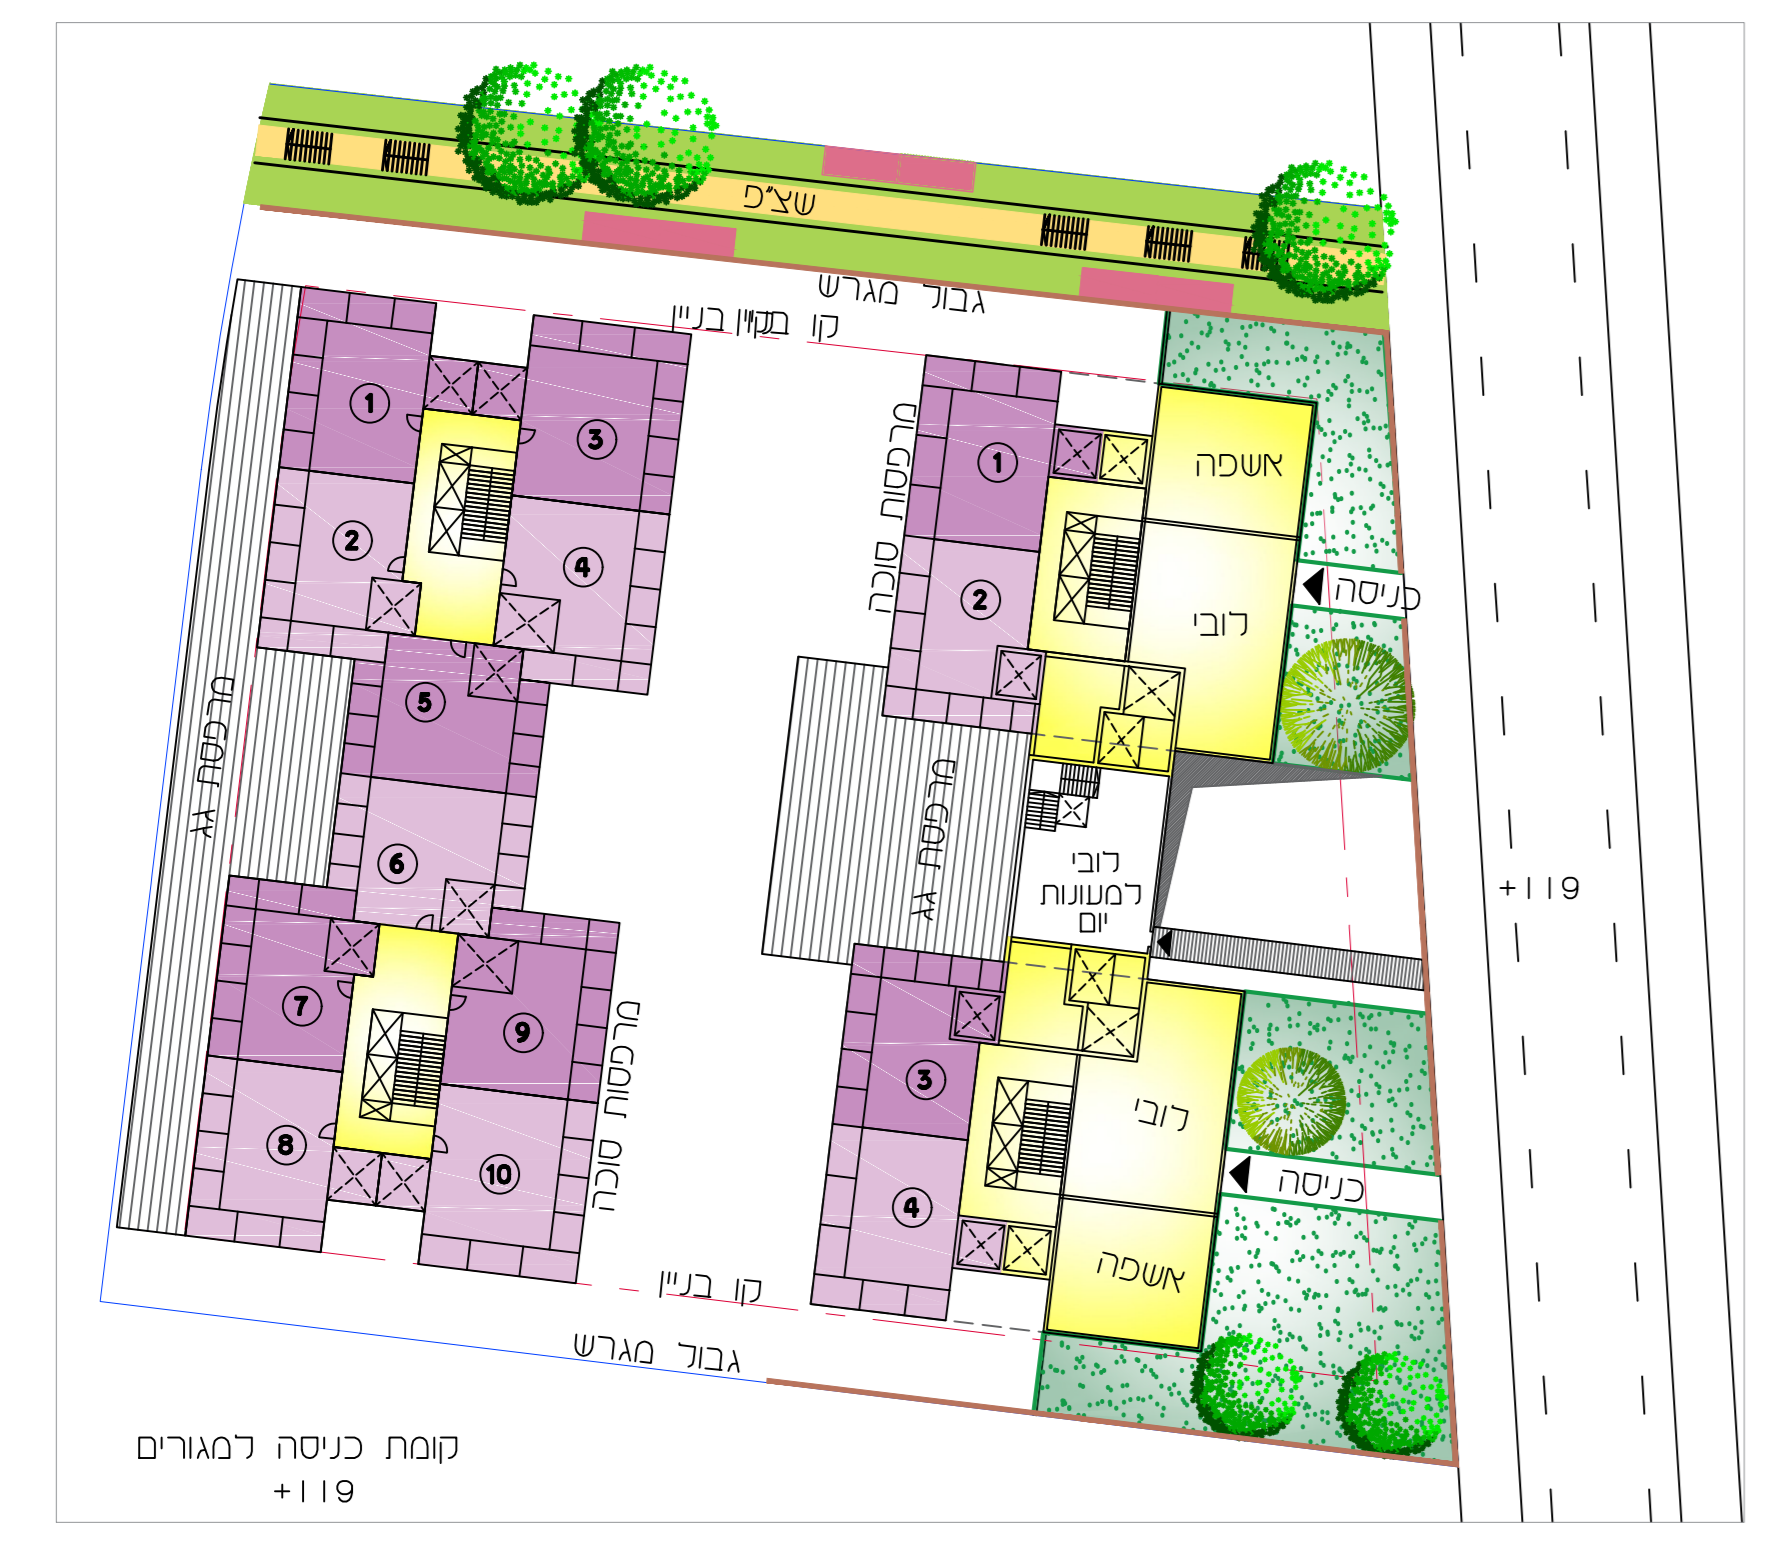 שצ"פ
גבול מגרש
קו בניין
קו בניין
1
3
2
4
5
6
7
9
8
10
מרפסת גג
מרפסות סוכה
מרפסות סוכה
1
2
אשפה
לובי
כניסה
מרפסת גג
לובי
למעונות
יום
+119
3
4
לובי
כניסה
אשפה
קו בניין
גבול מגרש
קומת כניסה למגורים
+119